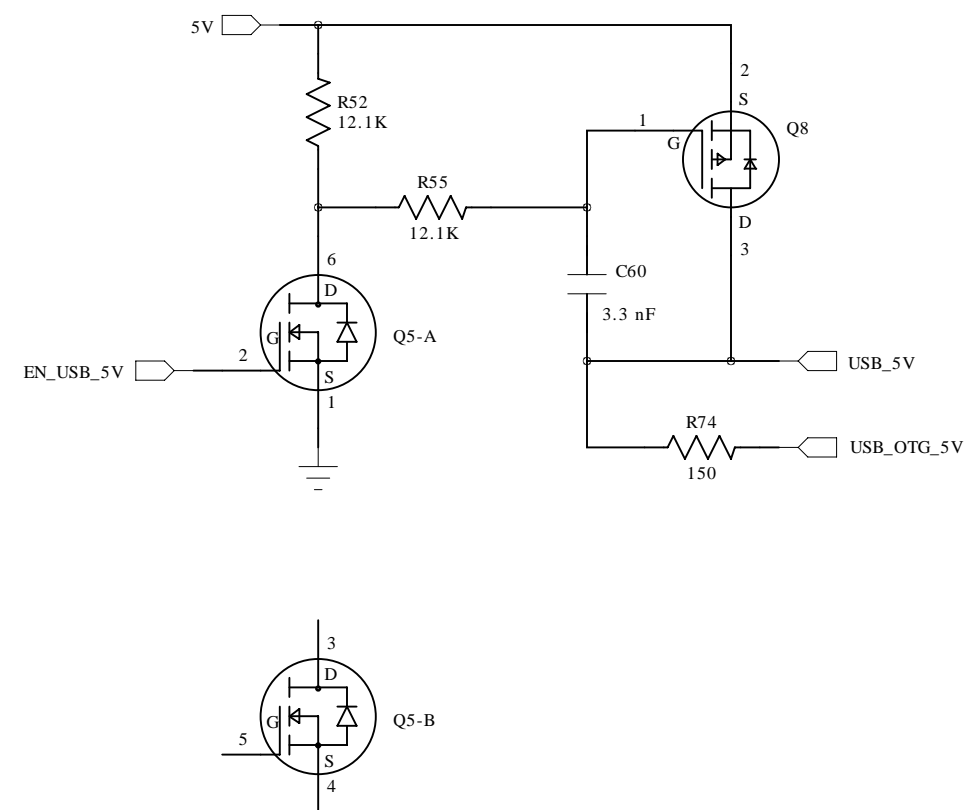 5V
2
S
R52
12.1K
1
G
Q8
R55
12.1K
D
3
6
D
C60
3.3 nF
G
Q5-A
2
EN_USB_5V
S
1
USB_5V
R74
150
USB_OTG_5V
3
D
G
Q5-B
5
S
4